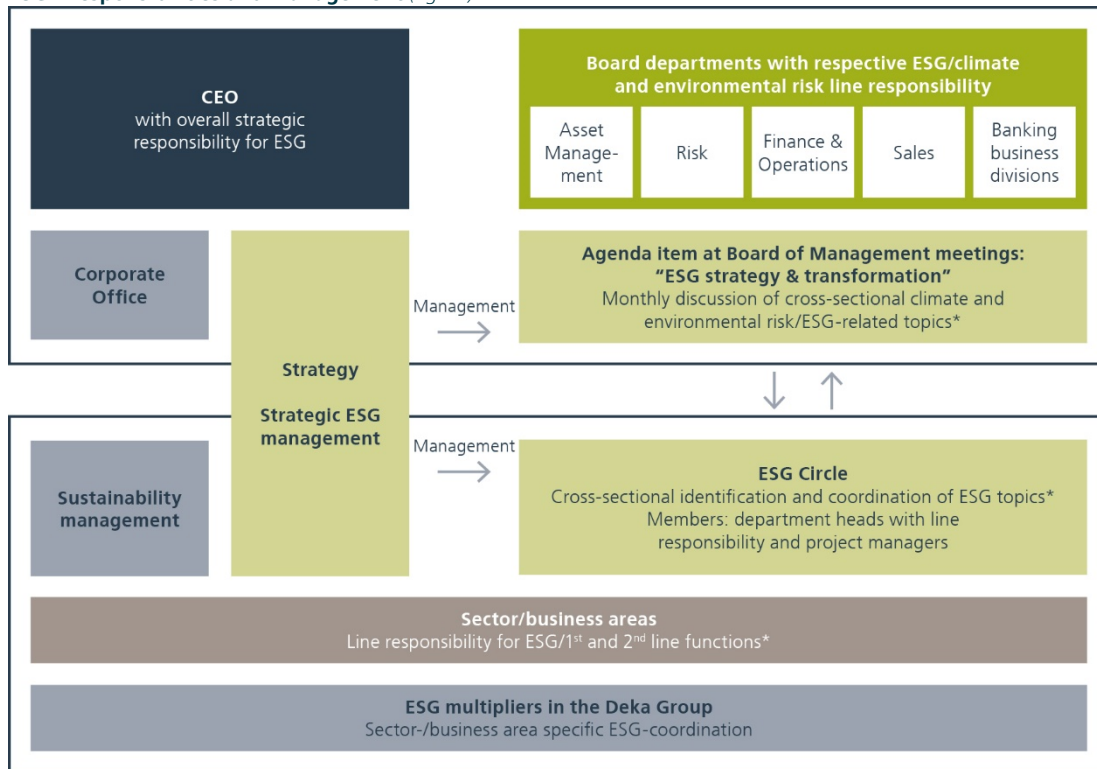 CEO
with overall strategic
responsibility for ESG
Board departments with respective ESG/climate
and environmental risk line responsibility
Asset
Manage-
ment
Risk
Finance &
Operations
Sales
Banking
business
divisions
Corporate
Office
Strategy
Strategic ESG
management
Management
Agenda item at Board of Management meetings:
“ESG strategy & transformation”
Monthly discussion of cross-sectional climate and
environmental risk/ESG-related topics*
Sustainability
management
Management
ESG Circle
Cross-sectional identification and coordination of ESG topics*
Members: department heads with line
responsibility and project managers
Sector/business areas
Line responsibility for ESG/1st and 2nd line functions*
ESG multipliers in the Deka Group
Sector-/business area specific ESG-coordination